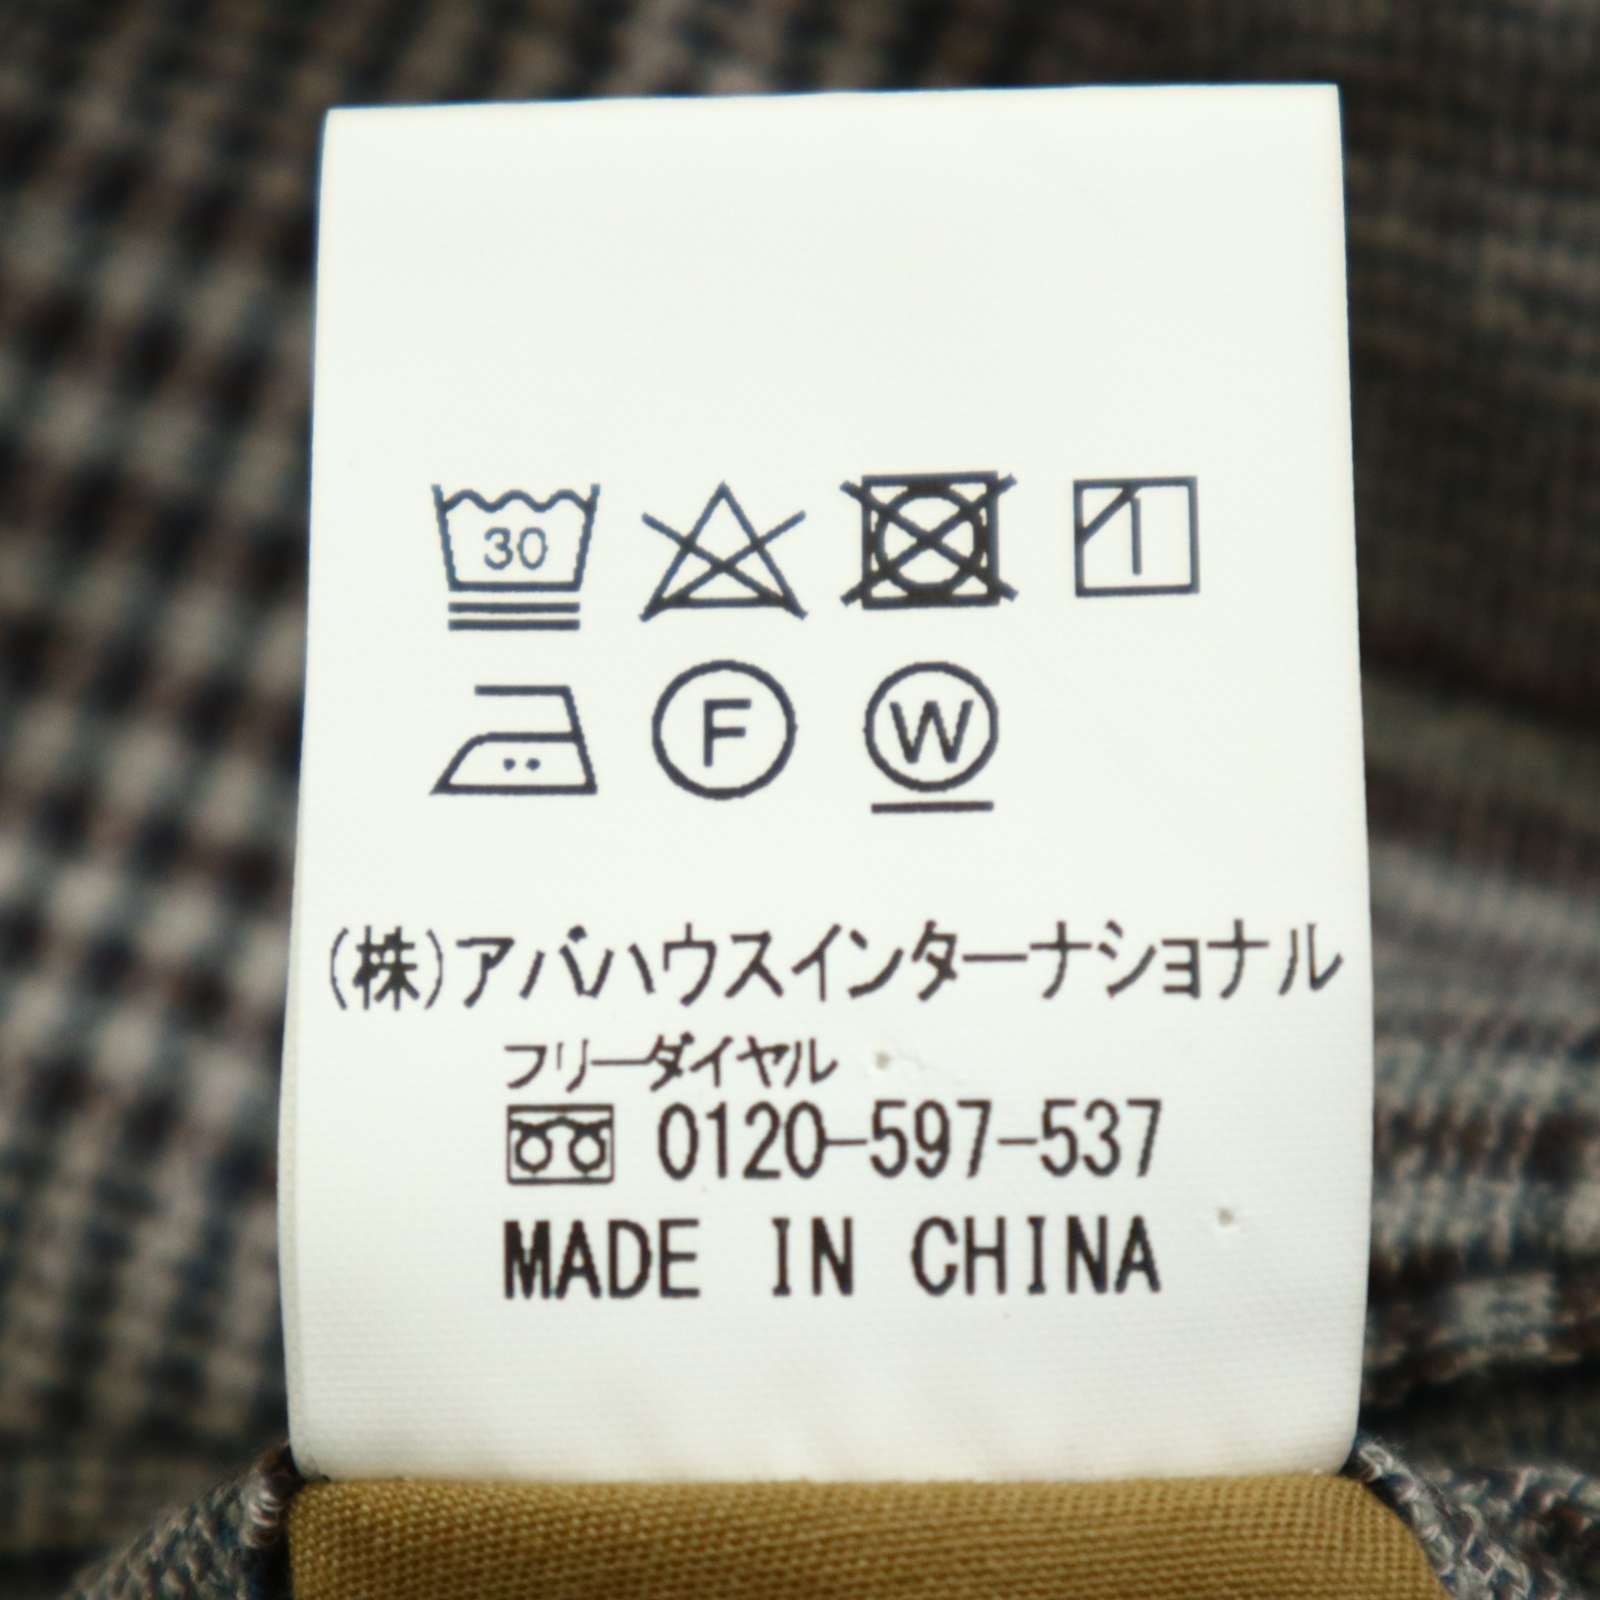 30
1
F W
(株)アバハウスインターナショナル
フリーダイヤル
0120-597-537
MADE IN CHINA